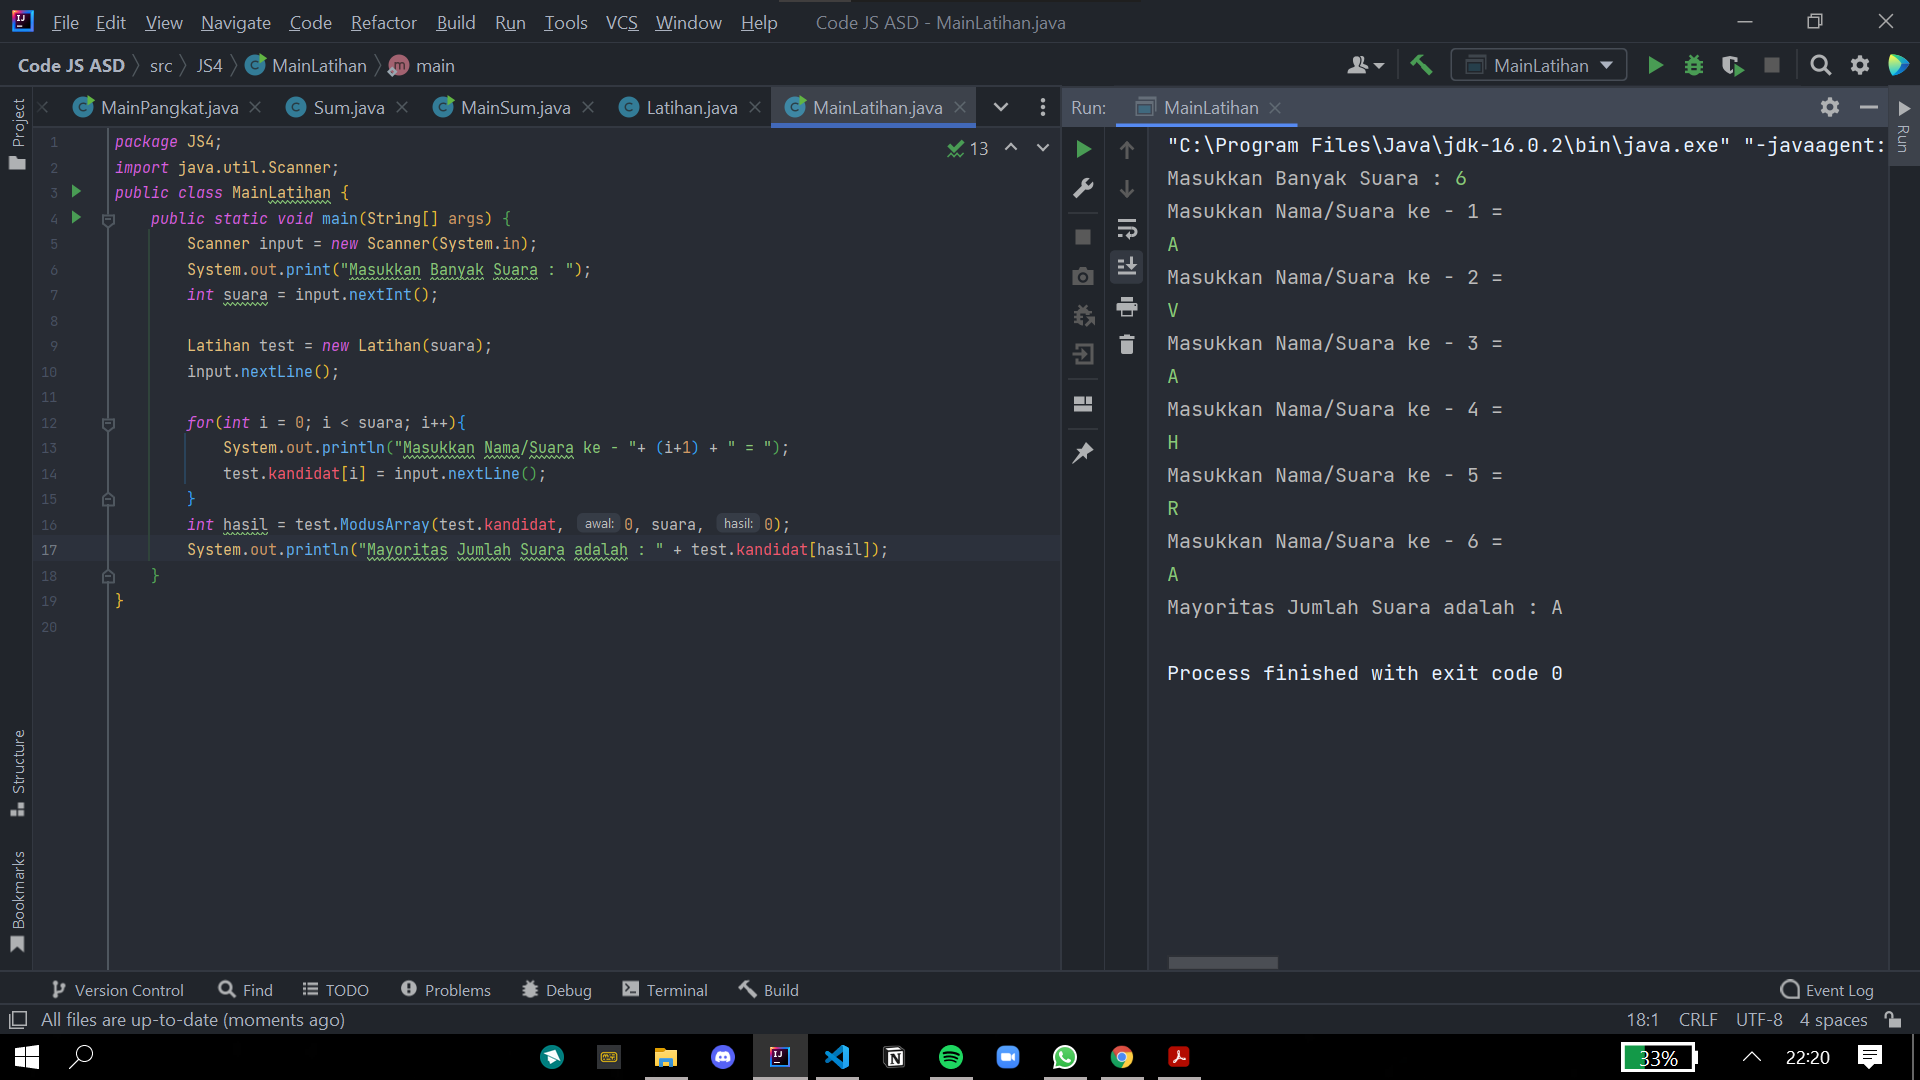 File Edit View Navigate Code Refactor Build Run Tools VCS Window Help Code JS ASD - MainLatihan.java
Code JS ASD src JS4 MainLatihan main
MainLatihan
Project
MainPangkat.java Sum.java MainSum.java Latihan.java MainLatihan.java
13
1 package JS4;
2 import java.util.Scanner;
3 public class MainLatihan {
4 public static void main(String[] args) {
5 Scanner input = new Scanner(System.in);
6 System.out.print("Masukkan Banyak Suara : ");
7 int suara = input.nextInt();
8
9 Latihan test = new Latihan(suara);
10 input.nextLine();
11
12 for(int i = 0; i < suara; i++){
13 System.out.println("Masukkan Nama/Suara ke - "+ (i+1) + " = ");
14 test.kandidat[i] = input.nextLine();
15 }
16 int hasil = test.ModusArray(test.kandidat, awal: 0, suara, hasil: 0);
17 System.out.println("Mayoritas Jumlah Suara adalah : " + test.kandidat[hasil]);
18 }
19 }
20
Run: MainLatihan
Run
"C:\Program Files\Java\jdk-16.0.2\bin\java.exe" "-javaagent:
Masukkan Banyak Suara : 6
Masukkan Nama/Suara ke - 1 =
A
Masukkan Nama/Suara ke - 2 =
V
Masukkan Nama/Suara ke - 3 =
A
Masukkan Nama/Suara ke - 4 =
H
Masukkan Nama/Suara ke - 5 =
R
Masukkan Nama/Suara ke - 6 =
A
Mayoritas Jumlah Suara adalah : A
Process finished with exit code 0
Structure
Bookmarks
Version Control Find TODO Problems Debug Terminal Build Event Log
All files are up-to-date (moments ago) 18:1 CRLF UTF-8 4 spaces
33% 22:20